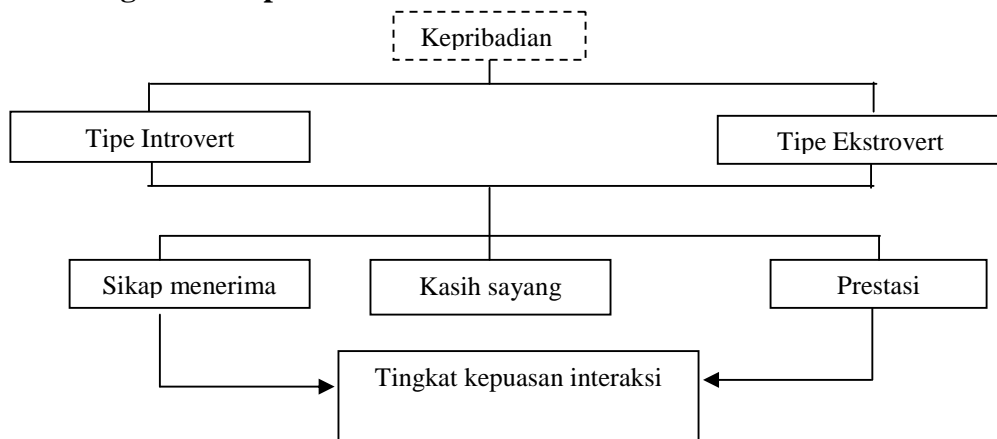 Kepribadian
Tipe Introvert
Tipe Ekstrovert
Sikap menerima
Kasih sayang
Prestasi
Tingkat kepuasan interaksi